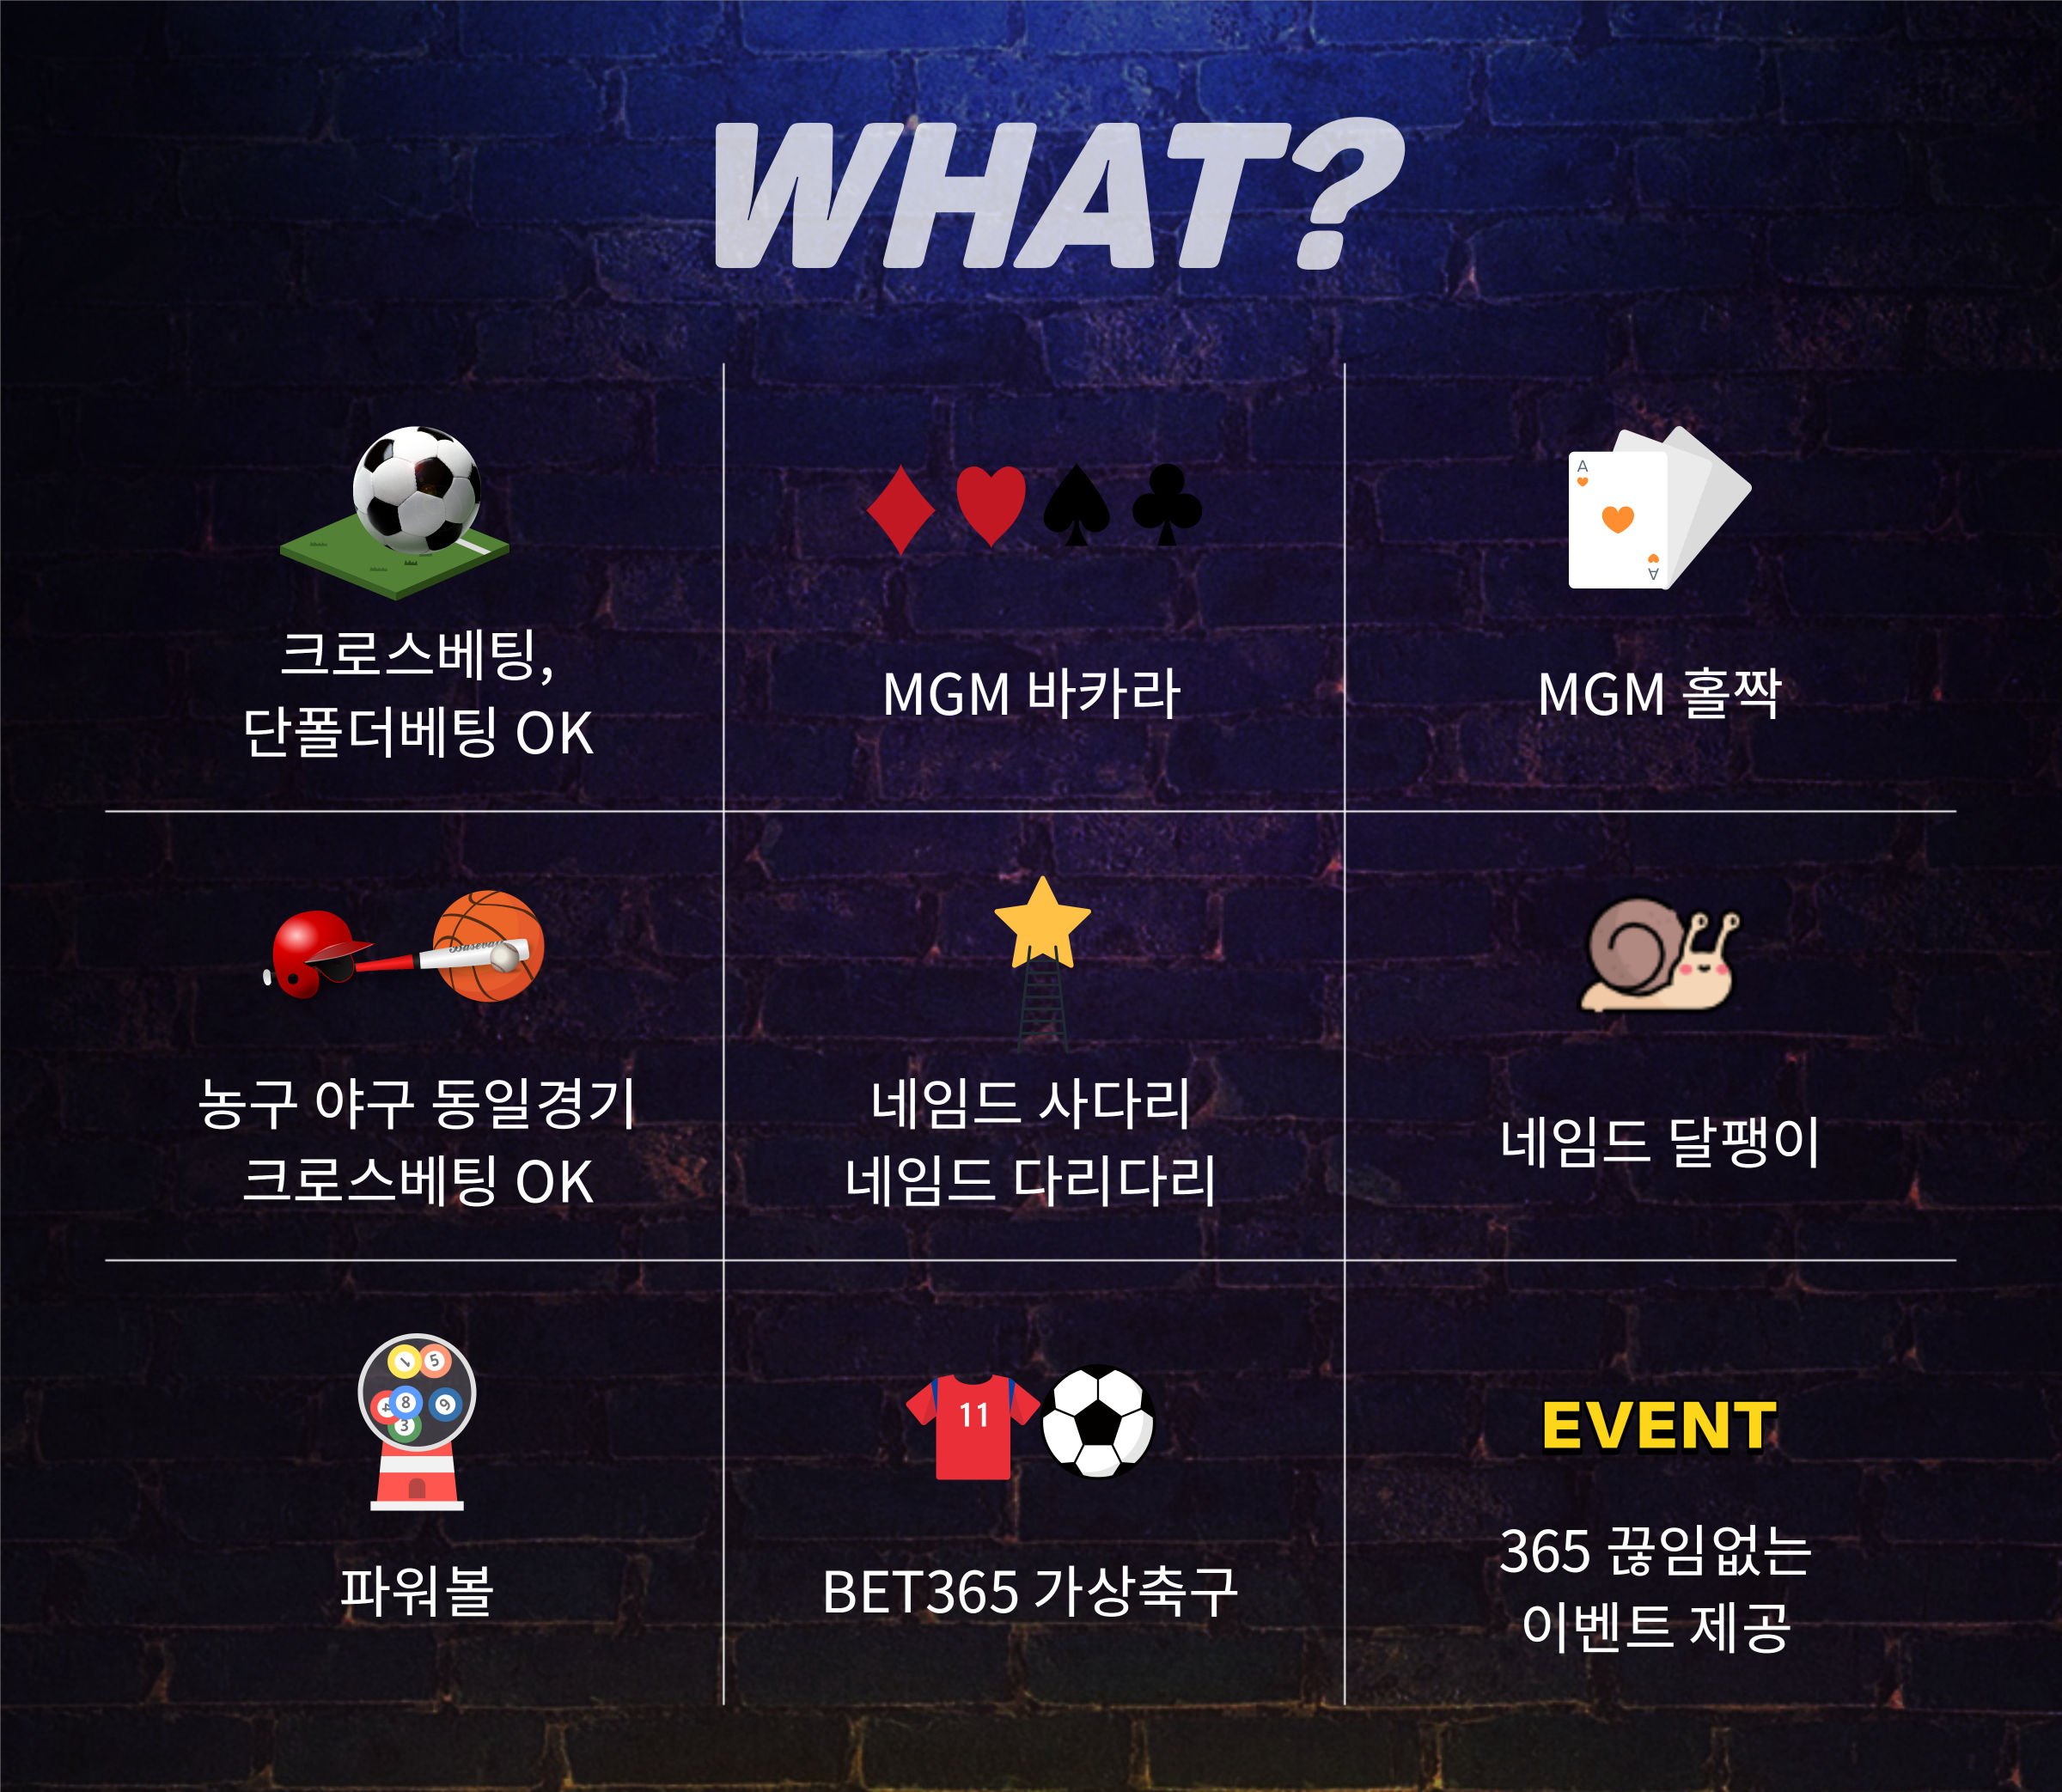 WHAT?
크로스베팅,
단폴더베팅 OK
MGM 바카라
A
A
MGM 홀짝
Baseball
농구 야구 동일경기
크로스베팅 OK
네임드 사다리
네임드 다리다리
네임드 달팽이
1 5
4 8 9
3
파워볼
11
BET365 가상축구
EVENT
365 끊임없는
이벤트 제공